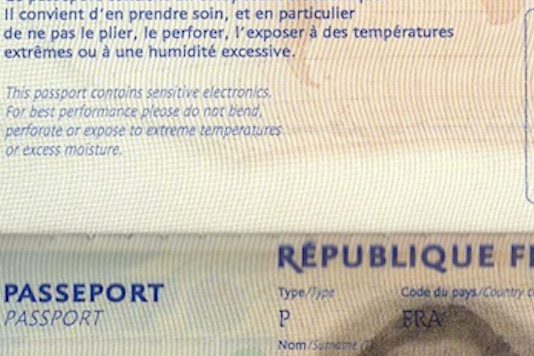 Il convient d'en prendre soin, et en particulier
de ne pas le plier, le perforer, l'exposer à des températures
extrêmes ou à une humidité excessive.
This passport contains sensitive electronics.
For best performance please do not bend,
perforate or expose to extreme temperatures
or excess moisture.
RÉPUBLIQUE F
PASSEPORT
PASSPORT
Type/Type
Code du pays/Country c
P
FRA
Nom/Surname (1)